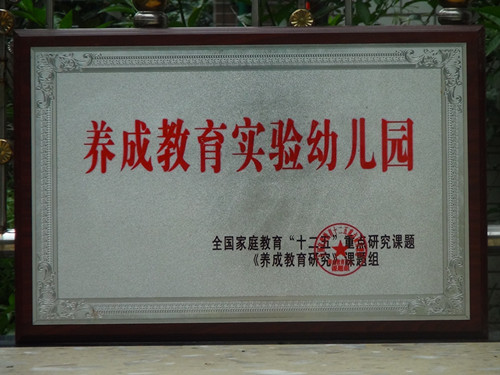 养成教育实验幼儿园
全国家庭教育“十二五”重点研究课题
《养成教育研究》课题组